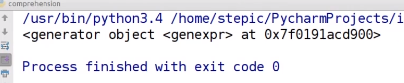 comprehension
/usr/bin/python3.4 /home/stepic/PycharmProjects/i
<generator object <genexpr> at 0x7f0191acd900>
Process finished with exit code 0